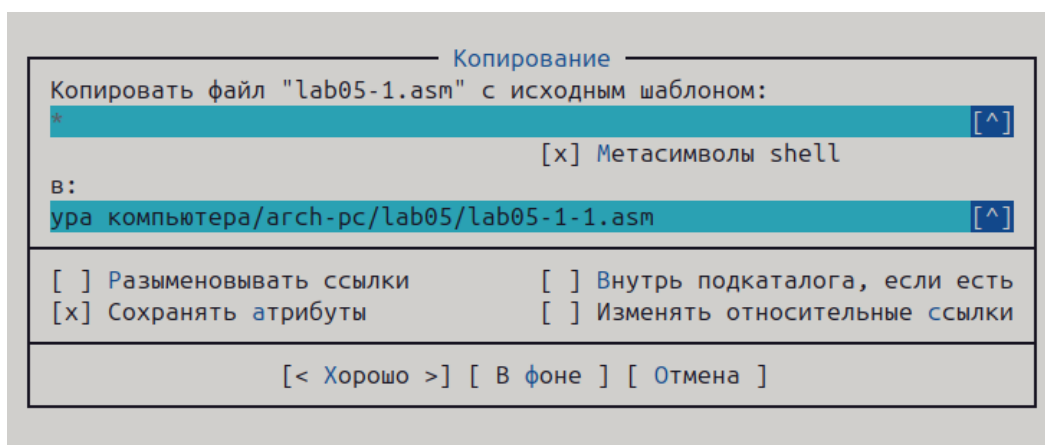 Копирование
Копировать файл "lab05-1.asm" с исходным шаблоном:
* [^]
[x] Метасимволы shell
в:
ура компьютера/arch-pc/lab05/lab05-1-1.asm [^]
[ ] Разыменовывать ссылки [ ] Внутрь подкаталога, если есть
[x] Сохранять атрибуты [ ] Изменять относительные ссылки
[< Хорошо >] [ В фоне ] [ Отмена ]